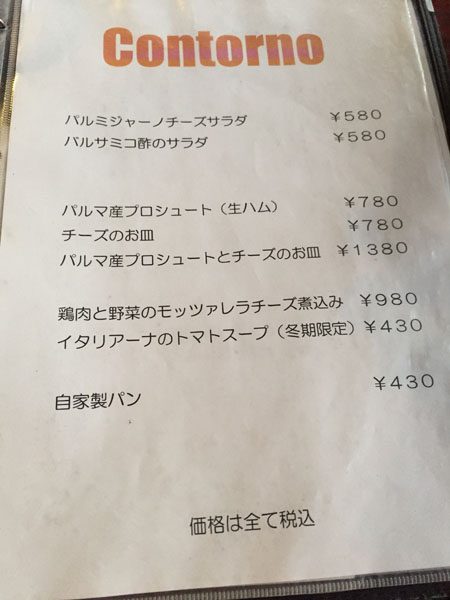 Contorno
パルミジャーノチーズサラダ ¥580
バルサミコ酢のサラダ ¥580
パルマ産プロシュート（生ハム） ¥780
チーズのお皿 ¥780
パルマ産プロシュートとチーズのお皿 ¥1380
鶏肉と野菜のモッツァレラチーズ煮込み ¥980
イタリアーナのトマトスープ（冬期限定） ¥430
自家製パン ¥430
価格は全て税込